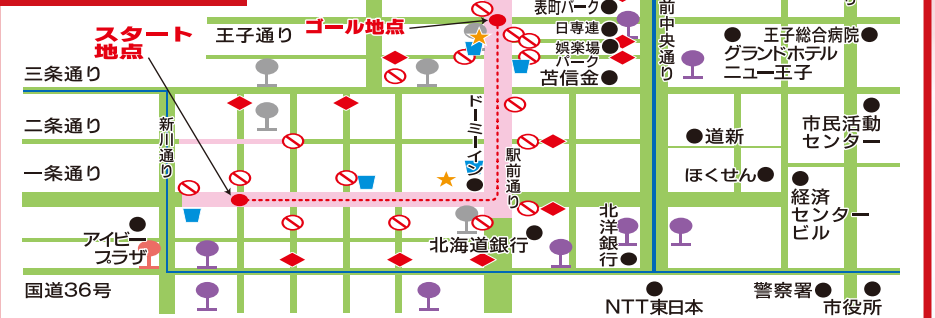 表町パーク
ゴール地点
王子通り
日専連
娯楽場
パーク
苫信金
前中央通り
王子総合病院
グランドホテル
ニュー王子
スタート
地点
三条通り
二条通り
一条通り
新川通り
ドーミーイン
駅前通り
道新
ほくせん
市民活動
センター
経済
センター
ビル
アイビー
プラザ
北海道銀行
北洋銀行
国道36号
NTT東日本
警察署
市役所